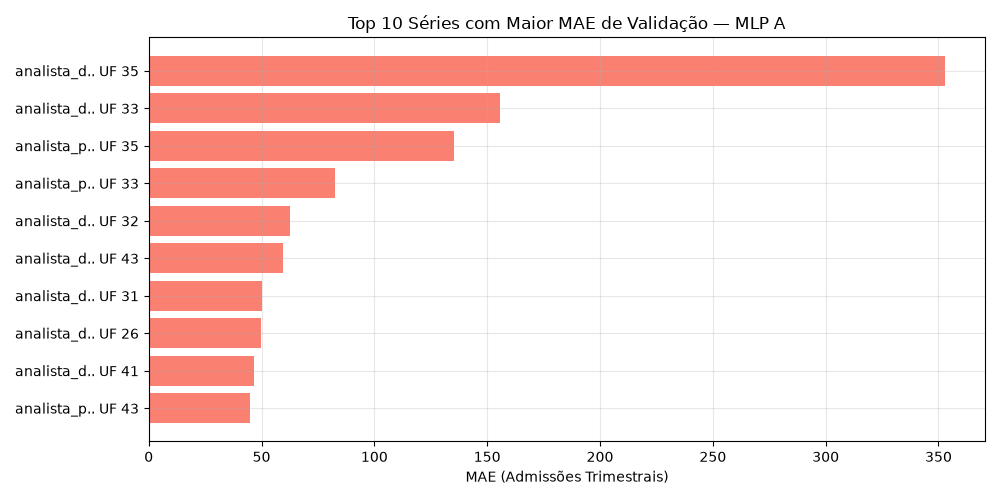 Top 10 Séries com Maior MAE de Validação — MLP A
analista_d.. UF 35
analista_d.. UF 33
analista_p.. UF 35
analista_p.. UF 33
analista_d.. UF 32
analista_d.. UF 43
analista_d.. UF 31
analista_d.. UF 26
analista_d.. UF 41
analista_p.. UF 43
0 50 100 150 200 250 300 350
MAE (Admissões Trimestrais)